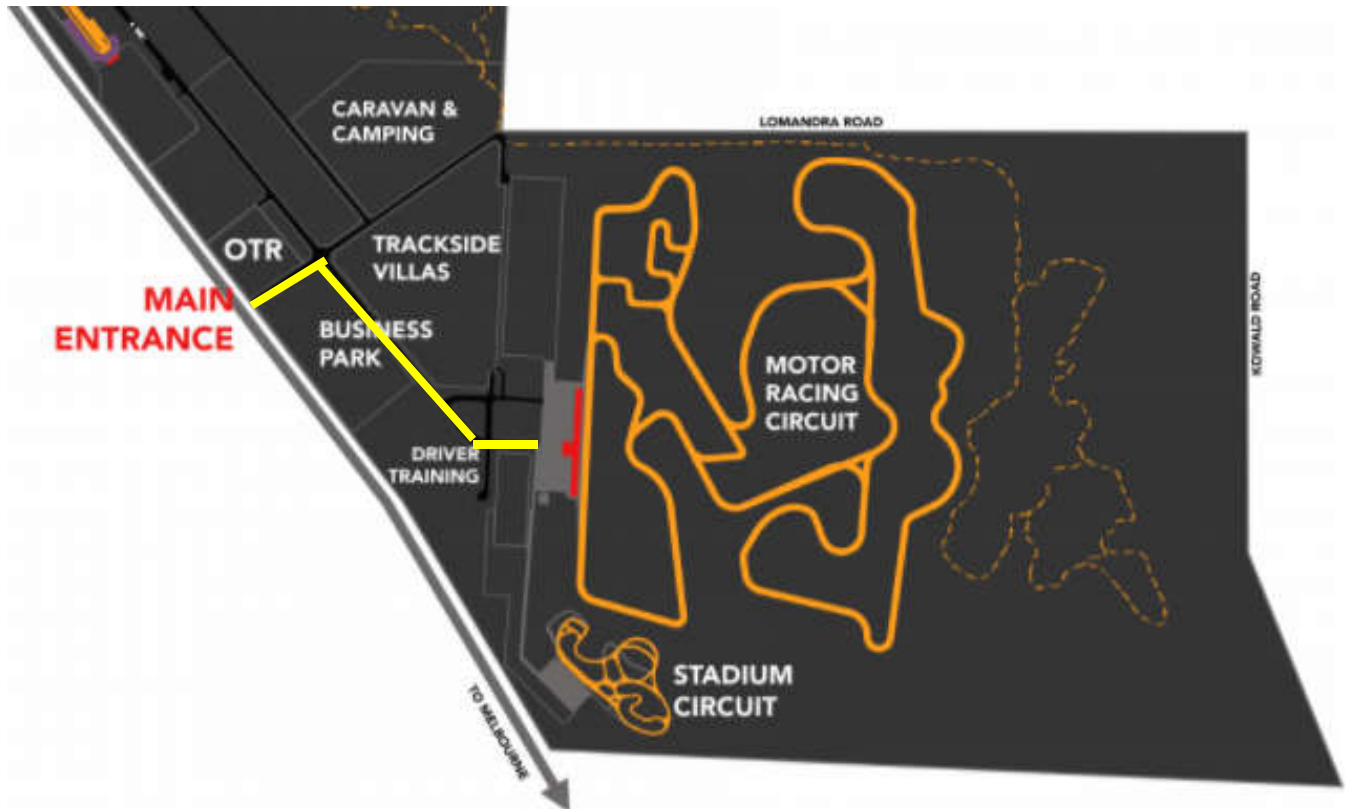 CARAVAN &
CAMPING
LOMANDRA ROAD
OTR
TRACKSIDE
VILLAS
MAIN
ENTRANCE
BUSINESS
PARK
KOWALD ROAD
MOTOR
RACING
CIRCUIT
DRIVER
TRAINING
STADIUM
CIRCUIT
TO MELBOURNE